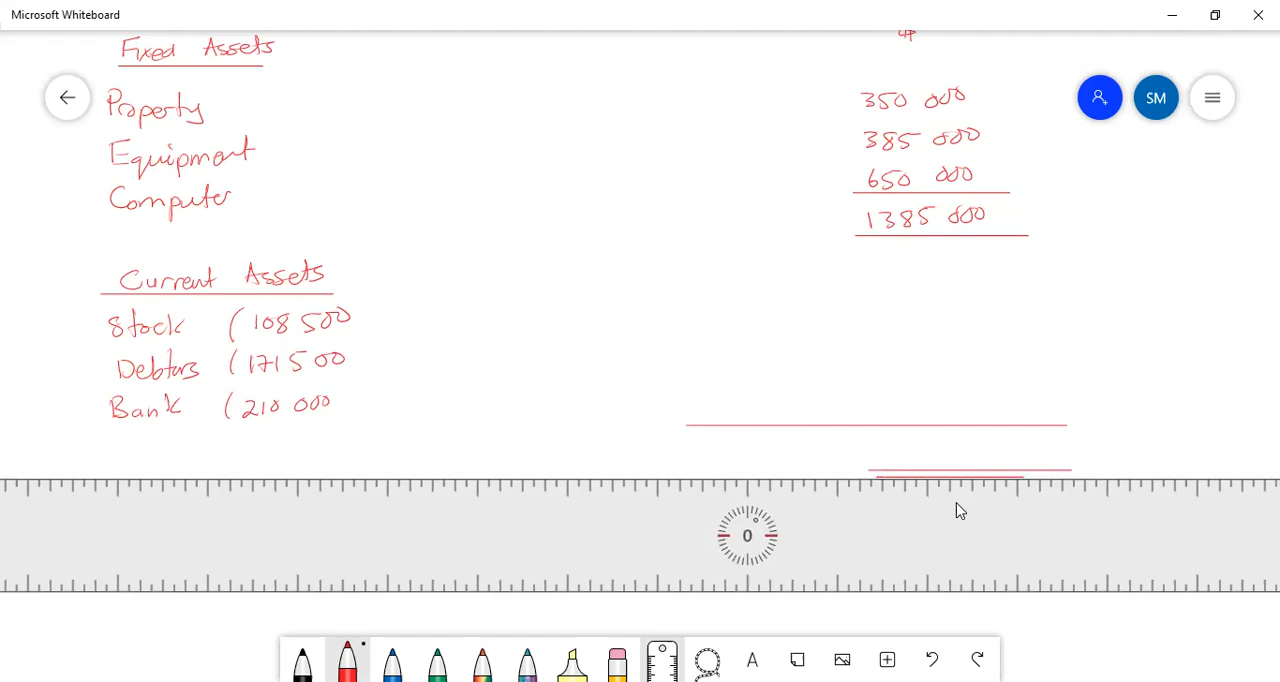 Microsoft Whiteboard
Fixed Assets
$
SM
Property 350 000
Equipment 385 000
Computer 650 000
1385 000
Current Assets
Stock (108 500
Debtors (171 500
Bank (210 000
0
A